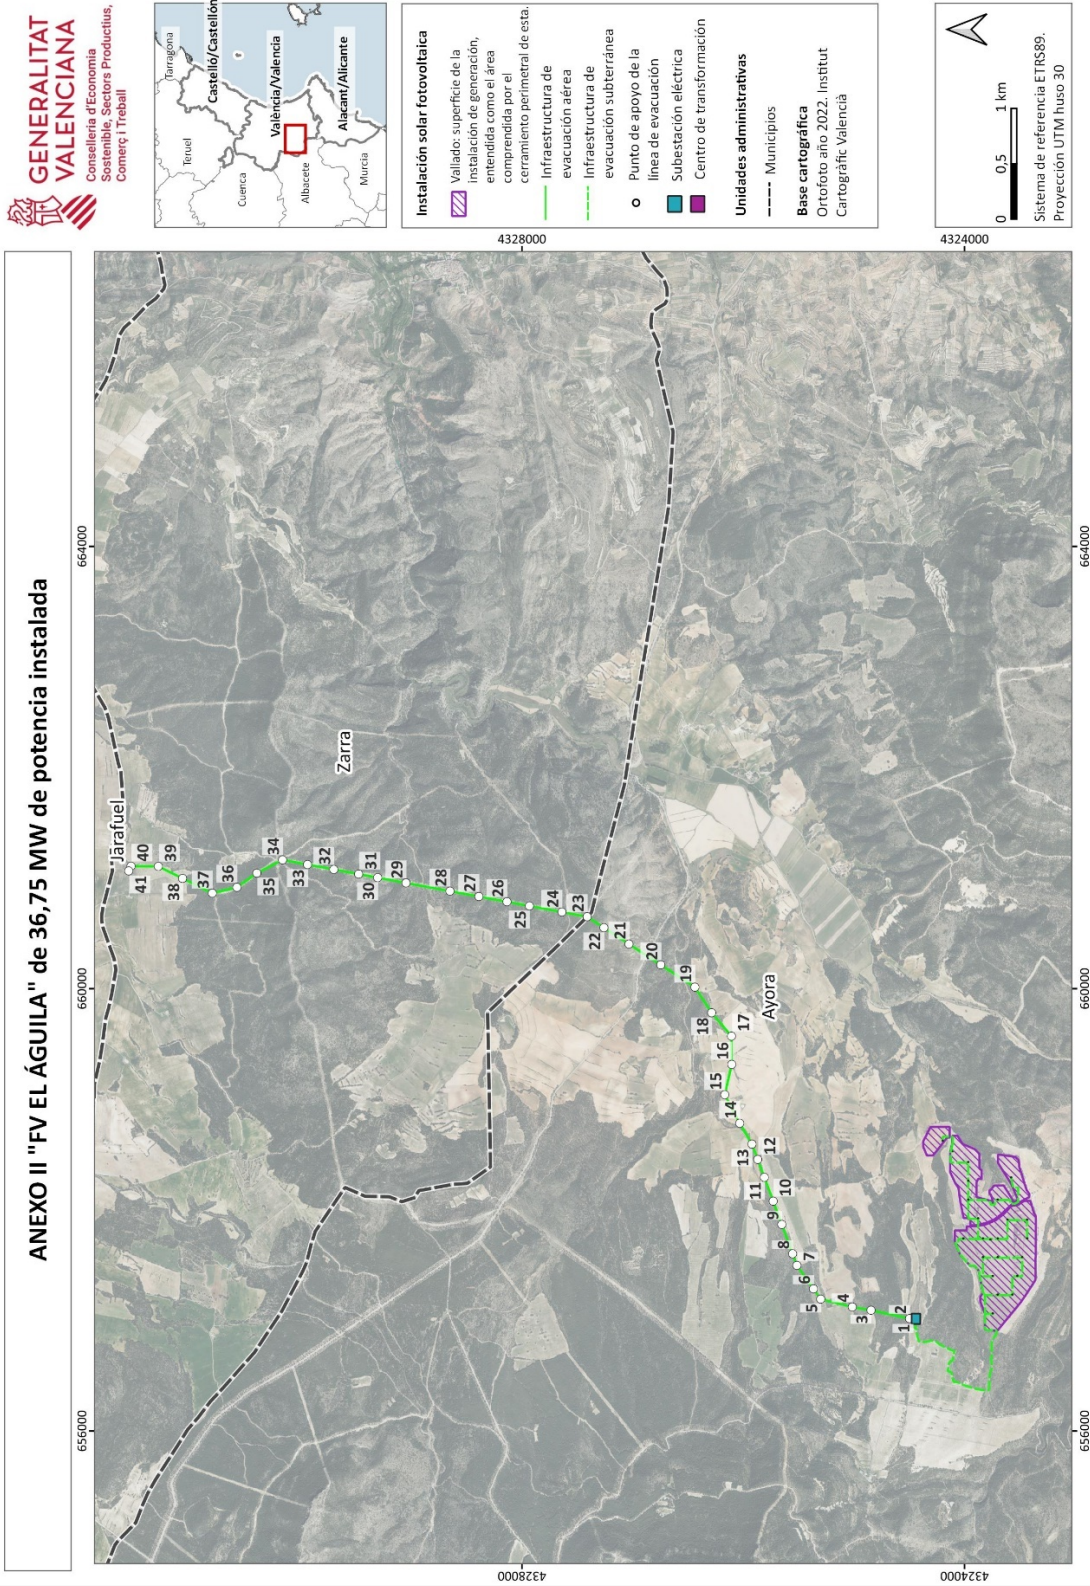 ANEXO II "FV EL ÁGUILA" de 36,75 MW de potencia instalada
GENERALITAT
VALENCIANA
Conselleria d'Economia
Sostenible, Sectors Productius,
Comerç i Treball
Tarragona
Teruel
Castelló/Castellón
Cuenca
València/Valencia
Albacete
Alacant/Alicante
Murcia
Instalación solar fotovoltaica
Vallado: superficie de la
instalación de generación,
entendida como el área
comprendida por el
cerramiento perimetral de esta.
Infraestructura de
evacuación aérea
Infraestructura de
evacuación subterránea
Punto de apoyo de la
línea de evacuación
Subestación eléctrica
Centro de transformación
Unidades administrativas
Municipios
Base cartográfica
Ortofoto año 2022. Institut
Cartogràfic Valencià
0 0,5 1 km
Sistema de referencia ETRS89.
Proyección UTM huso 30
656000
660000
664000
4328000
4324000
656000
660000
664000
4328000
4324000
Jarafuel
Zarra
Ayora
41
40
39
38
37
36
35
34
33
32
31
30
29
28
27
26
25
24
23
22
21
20
19
18
17
16
15
14
13
12
11
10
9
8
7
6
5
4
3
2
1